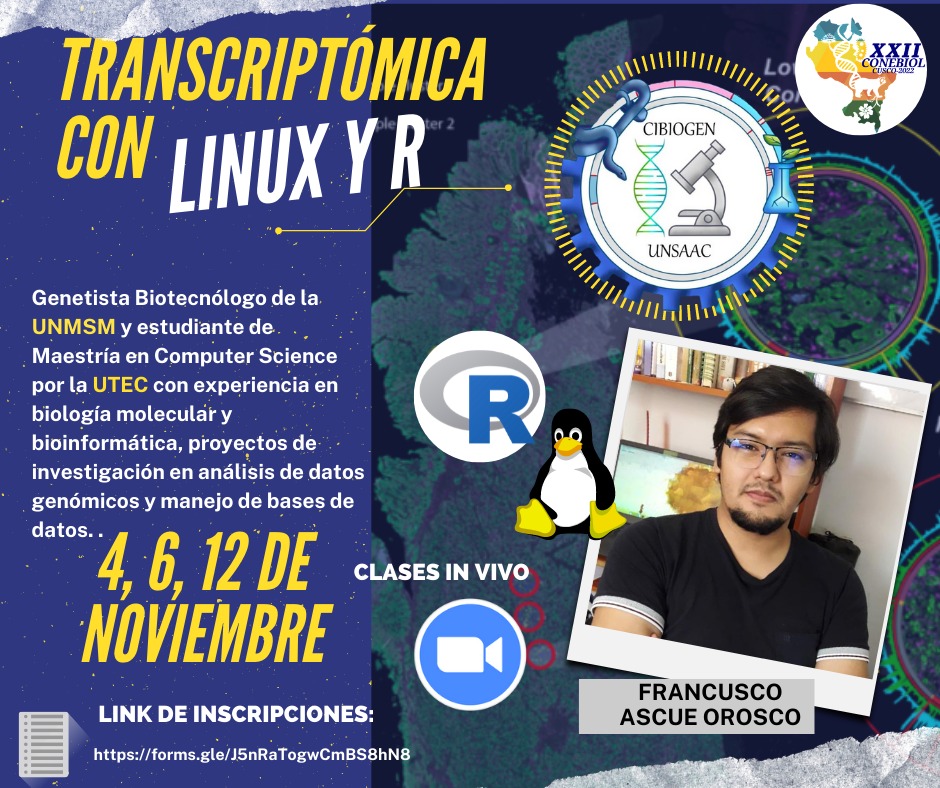 TRANSCRIPTÓMICA
CON LINUX Y R
XXII
CONEBIOL
CUSCO-2022
CIBIOGEN
UNSAAC
Genetista Biotecnólogo de la
UNMSM y estudiante de
Maestría en Computer Science
por la UTEC con experiencia en
biología molecular y
bioinformática, proyectos de
investigación en análisis de datos
genómicos y manejo de bases de
datos. .
R
4, 6, 12 DE
NOVIEMBRE
CLASES IN VIVO
FRANCUSCO
ASCUE OROSCO
LINK DE INSCRIPCIONES:
https://forms.gle/J5nRaTogwCmBS8hN8